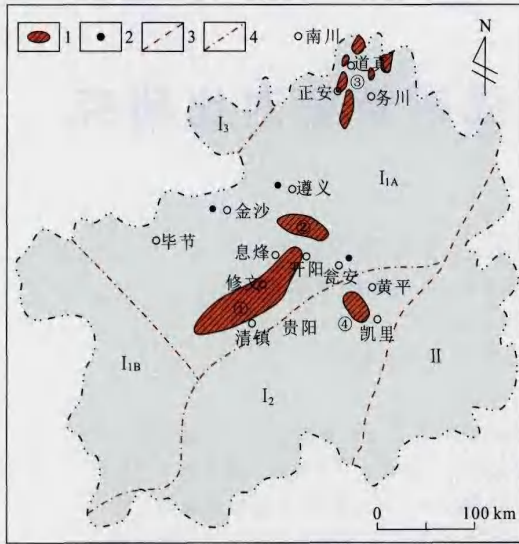 1 2 3 4
N
南川
道真
③
正安
务川
I3
I1A
遵义
金沙
②
毕节
息烽
开阳
瓮安
修文
黄平
①
贵阳
④
清镇
凯里
I1B
I2
II
0 100 km